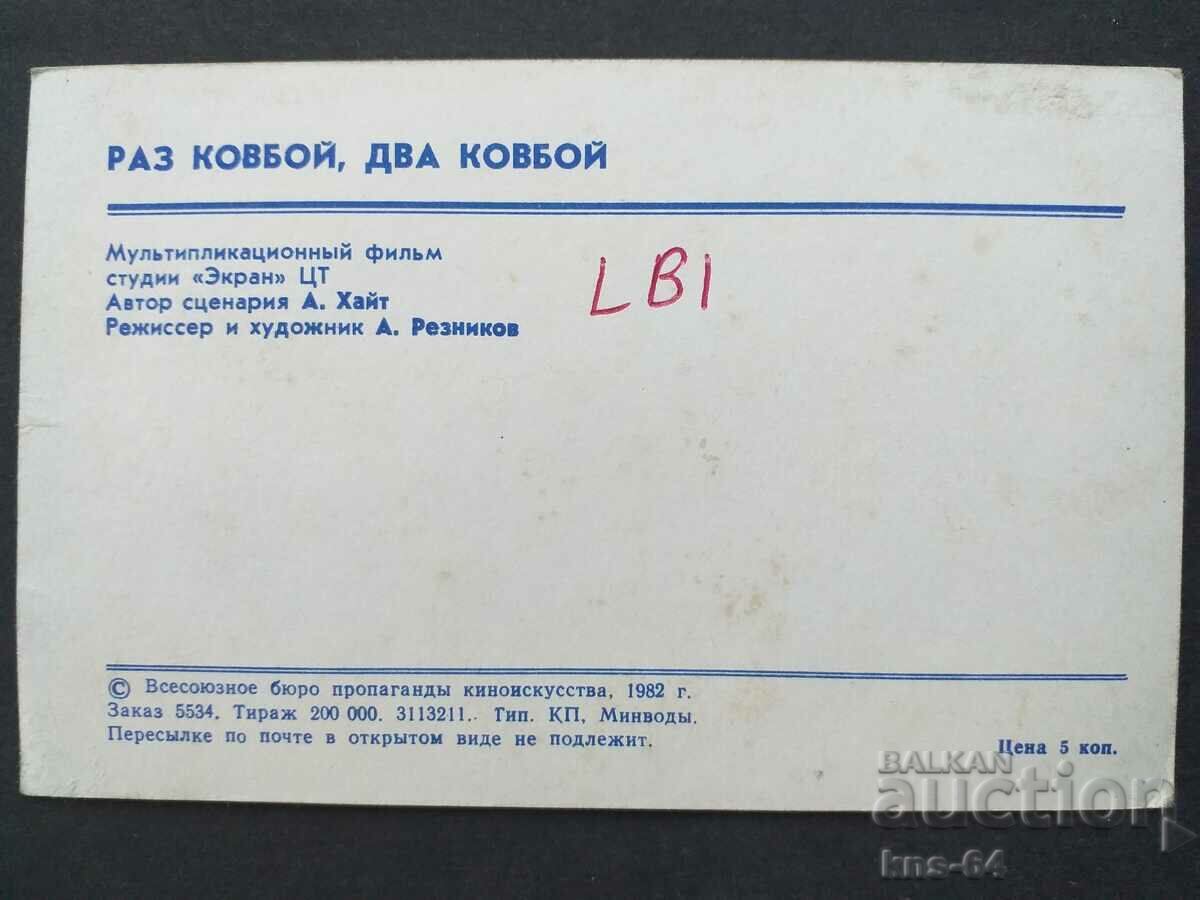 РАЗ КОВБОЙ, ДВА КОВБОЙ
Мультипликационный фильм
студии «Экран» ЦТ
Автор сценария А. Хайт
Режиссер и художник А. Резников
LB1
© Всесоюзное бюро пропаганды киноискусства, 1982 г.
Заказ 5534. Тираж 200 000. 3113211.. Тип. КП, Минводы.
Пересылке по почте в открытом виде не подлежит.
Цена 5 коп.
BALKAN
auction
kns-64